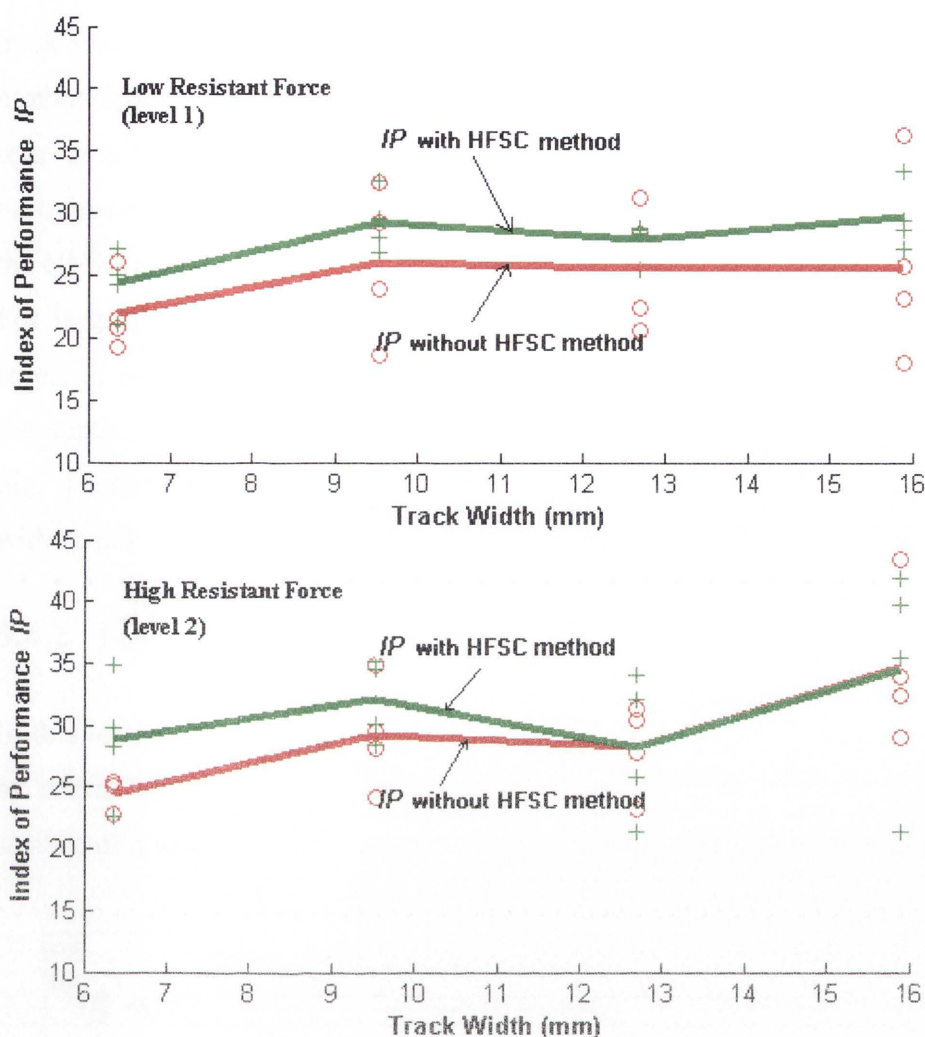 45
40
35
30
25
20
15
10
Index of Performance IP
Low Resistant Force
(level 1)
IP with HFSC method
IP without HFSC method
6 7 8 9 10 11 12 13 14 15 16
Track Width (mm)
45
40
35
30
25
20
15
10
index of Performance IP
High Resistant Force
(level 2)
IP with HFSC method
IP without HFSC method
6 7 8 9 10 11 12 13 14 15 16
Track Width (mm)